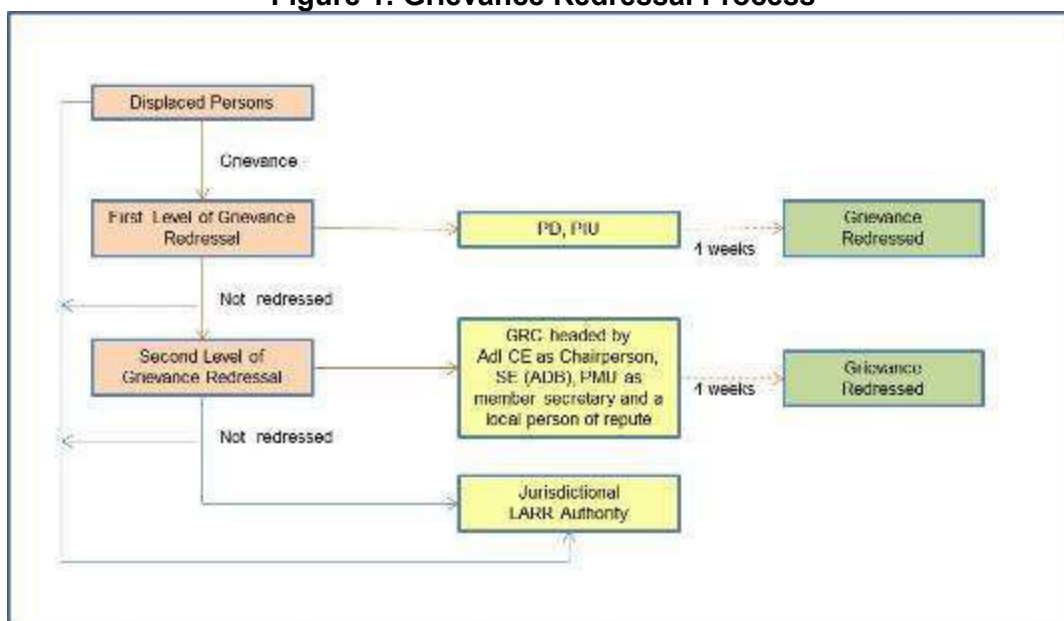 Figure 1: Grievance Redressal Process
Displaced Persons
Grievance
First Level of Grievance
Redressal
PD, PIU
4 weeks
Grievance
Redressed
Not redressed
Second Level of
Grievance Redressal
GRC headed by
Adl CE as Chairperson,
SE (ADB), PMU as
member secretary and a
local person of repute
4 weeks
Grievance
Redressed
Not redressed
Jurisdictional
LARR Authority